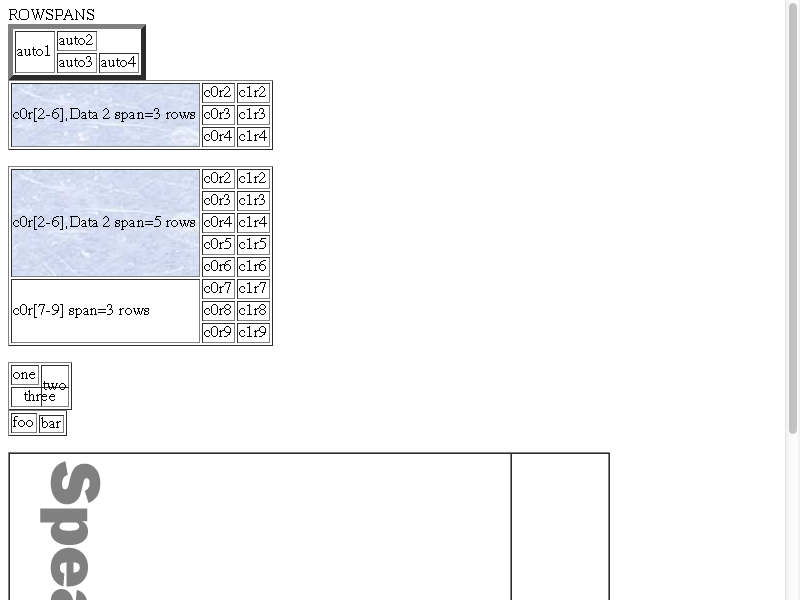 ROWSPANS
auto1 auto2
auto3 auto4
c0r[2-6],Data 2 span=3 rows c0r2 c1r2
c0r3 c1r3
c0r4 c1r4
c0r[2-6],Data 2 span=5 rows c0r2 c1r2
c0r3 c1r3
c0r4 c1r4
c0r5 c1r5
c0r6 c1r6
c0r[7-9] span=3 rows c0r7 c1r7
c0r8 c1r8
c0r9 c1r9
one two
three
foo bar
Spea